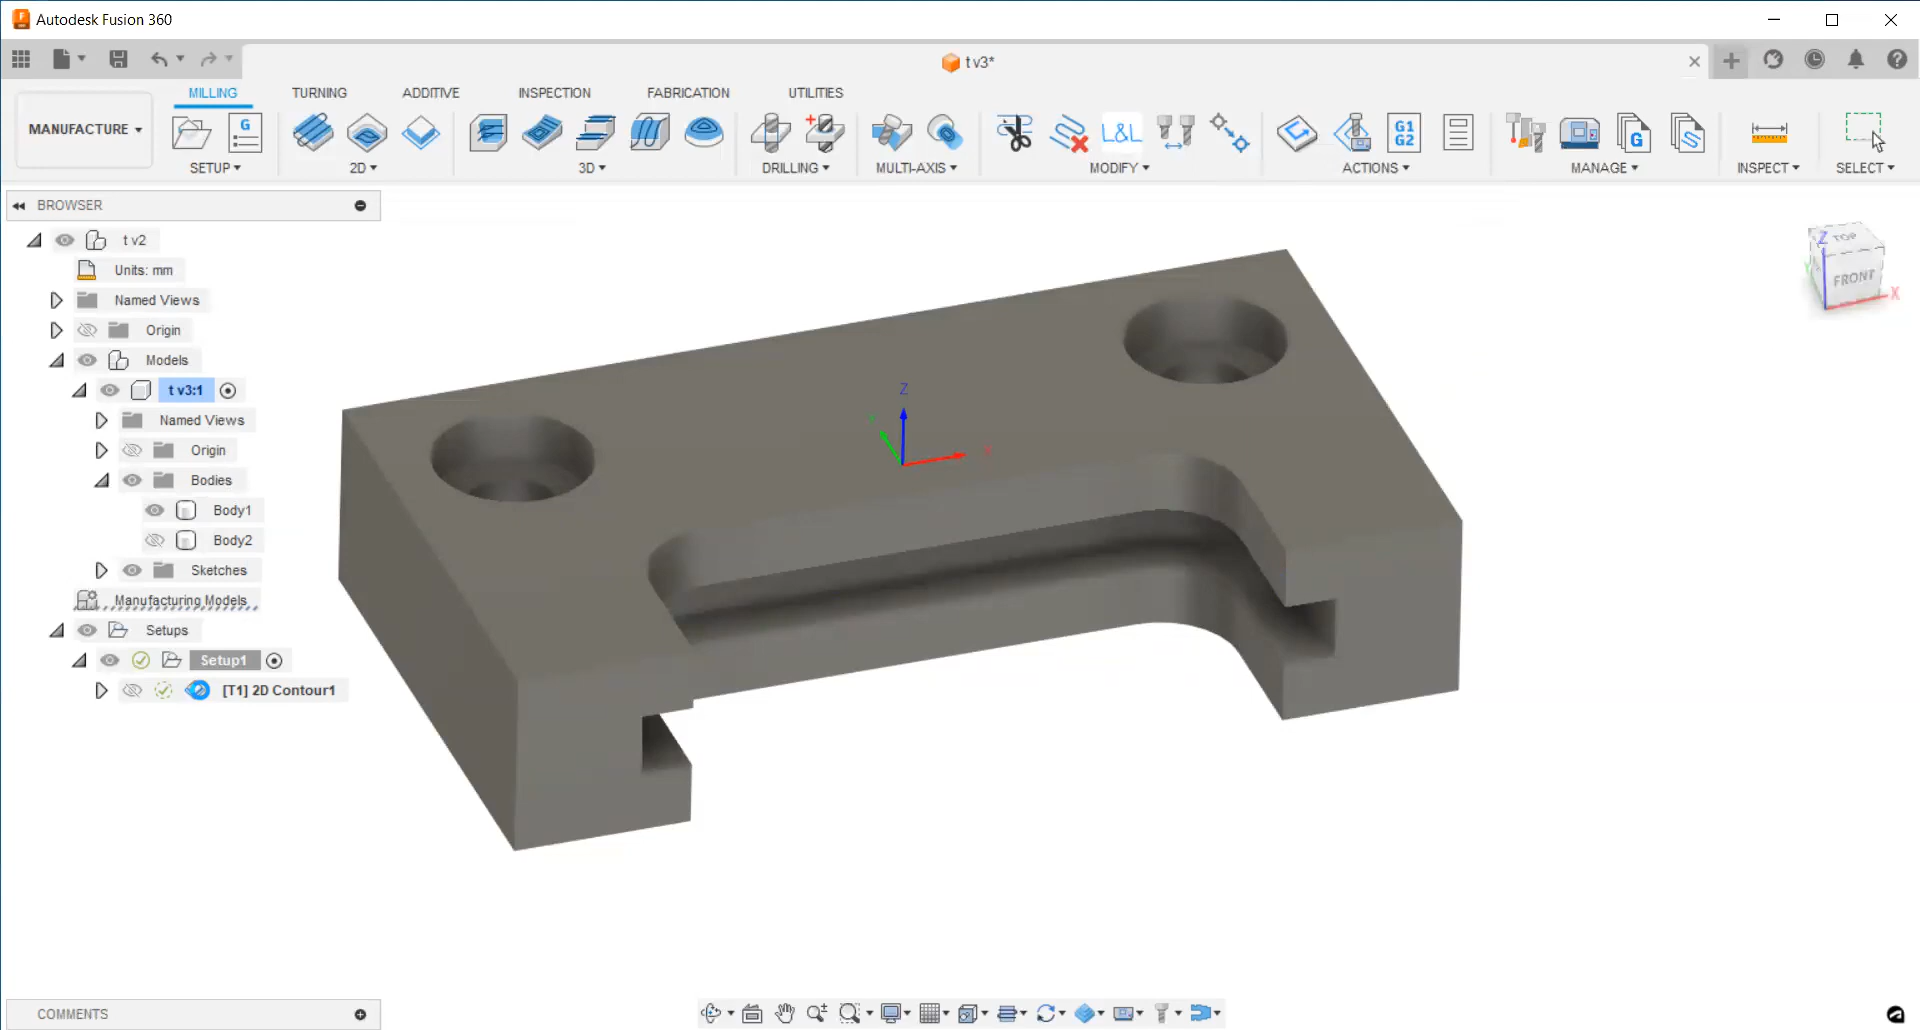 Autodesk Fusion 360
t v3*
MILLING TURNING ADDITIVE INSPECTION FABRICATION UTILITIES
MANUFACTURE
G
L&L
G1
G2
G
SETUP 2D 3D DRILLING MULTI-AXIS MODIFY ACTIONS MANAGE INSPECT SELECT
BROWSER
t v2
Units: mm
Named Views
Origin
Models
t v3:1
Named Views
Origin
Bodies
Body1
Body2
Sketches
Manufacturing Models
Setups
Setup1
[T1] 2D Contour1
Z
X
TOP
Z
FRONT
X
COMMENTS